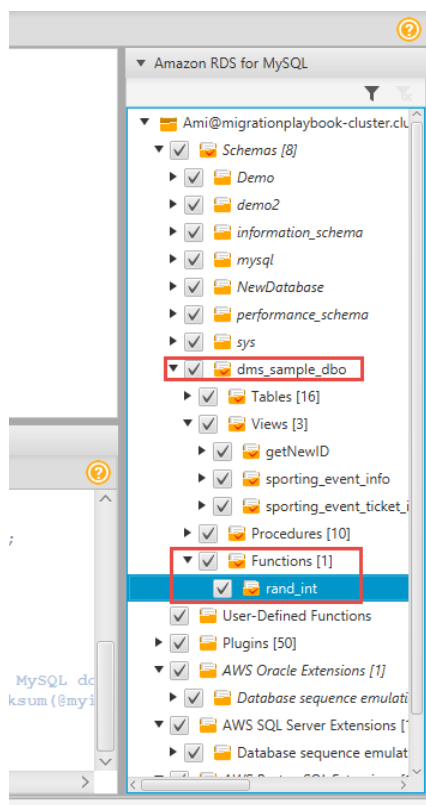 Amazon RDS for MySQL
Ami@migrationplaybook-cluster.clu
Schemas [8]
Demo
demo2
information_schema
mysql
NewDatabase
performance_schema
sys
dms_sample_dbo
Tables [16]
Views [3]
getNewID
sporting_event_info
sporting_event_ticket_i
Procedures [10]
Functions [1]
rand_int
User-Defined Functions
Plugins [50]
AWS Oracle Extensions [1]
Database sequence emulati
AWS SQL Server Extensions [1
Database sequence emulat
;
MySQL do
ksum(@myi